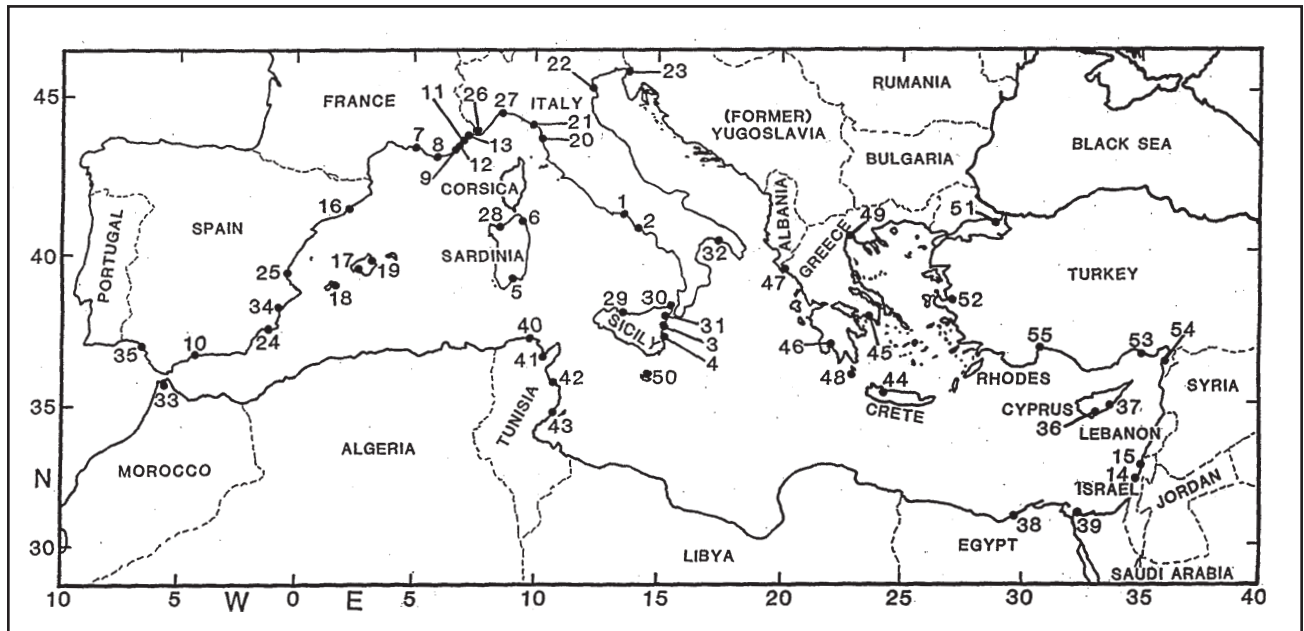 22
23
RUMANIA
11
26
27
ITALY
45
FRANCE
21
(FORMER)
YUGOSLAVIA
20
7
8
13
BLACK SEA
12
BULGARIA
9
CORSICA
ALBANIA
16
28
6
1
2
49
51
SPAIN
PORTUGAL
GREECE
40
25
17
19
SARDINIA
32
47
TURKEY
18
5
29
30
52
34
SICILY
31
3
24
40
4
46
45
55
53
54
35
10
41
50
48
44
RHODES
SYRIA
33
42
CRETE
CYPRUS
37
35
43
36
LEBANON
TUNISIA
ALGERIA
15
N
MOROCCO
14
ISRAEL
JORDAN
38
39
30
LIBYA
EGYPT
SAUDI ARABIA
10 5 W 0 E 5 10 15 20 25 30 35 40